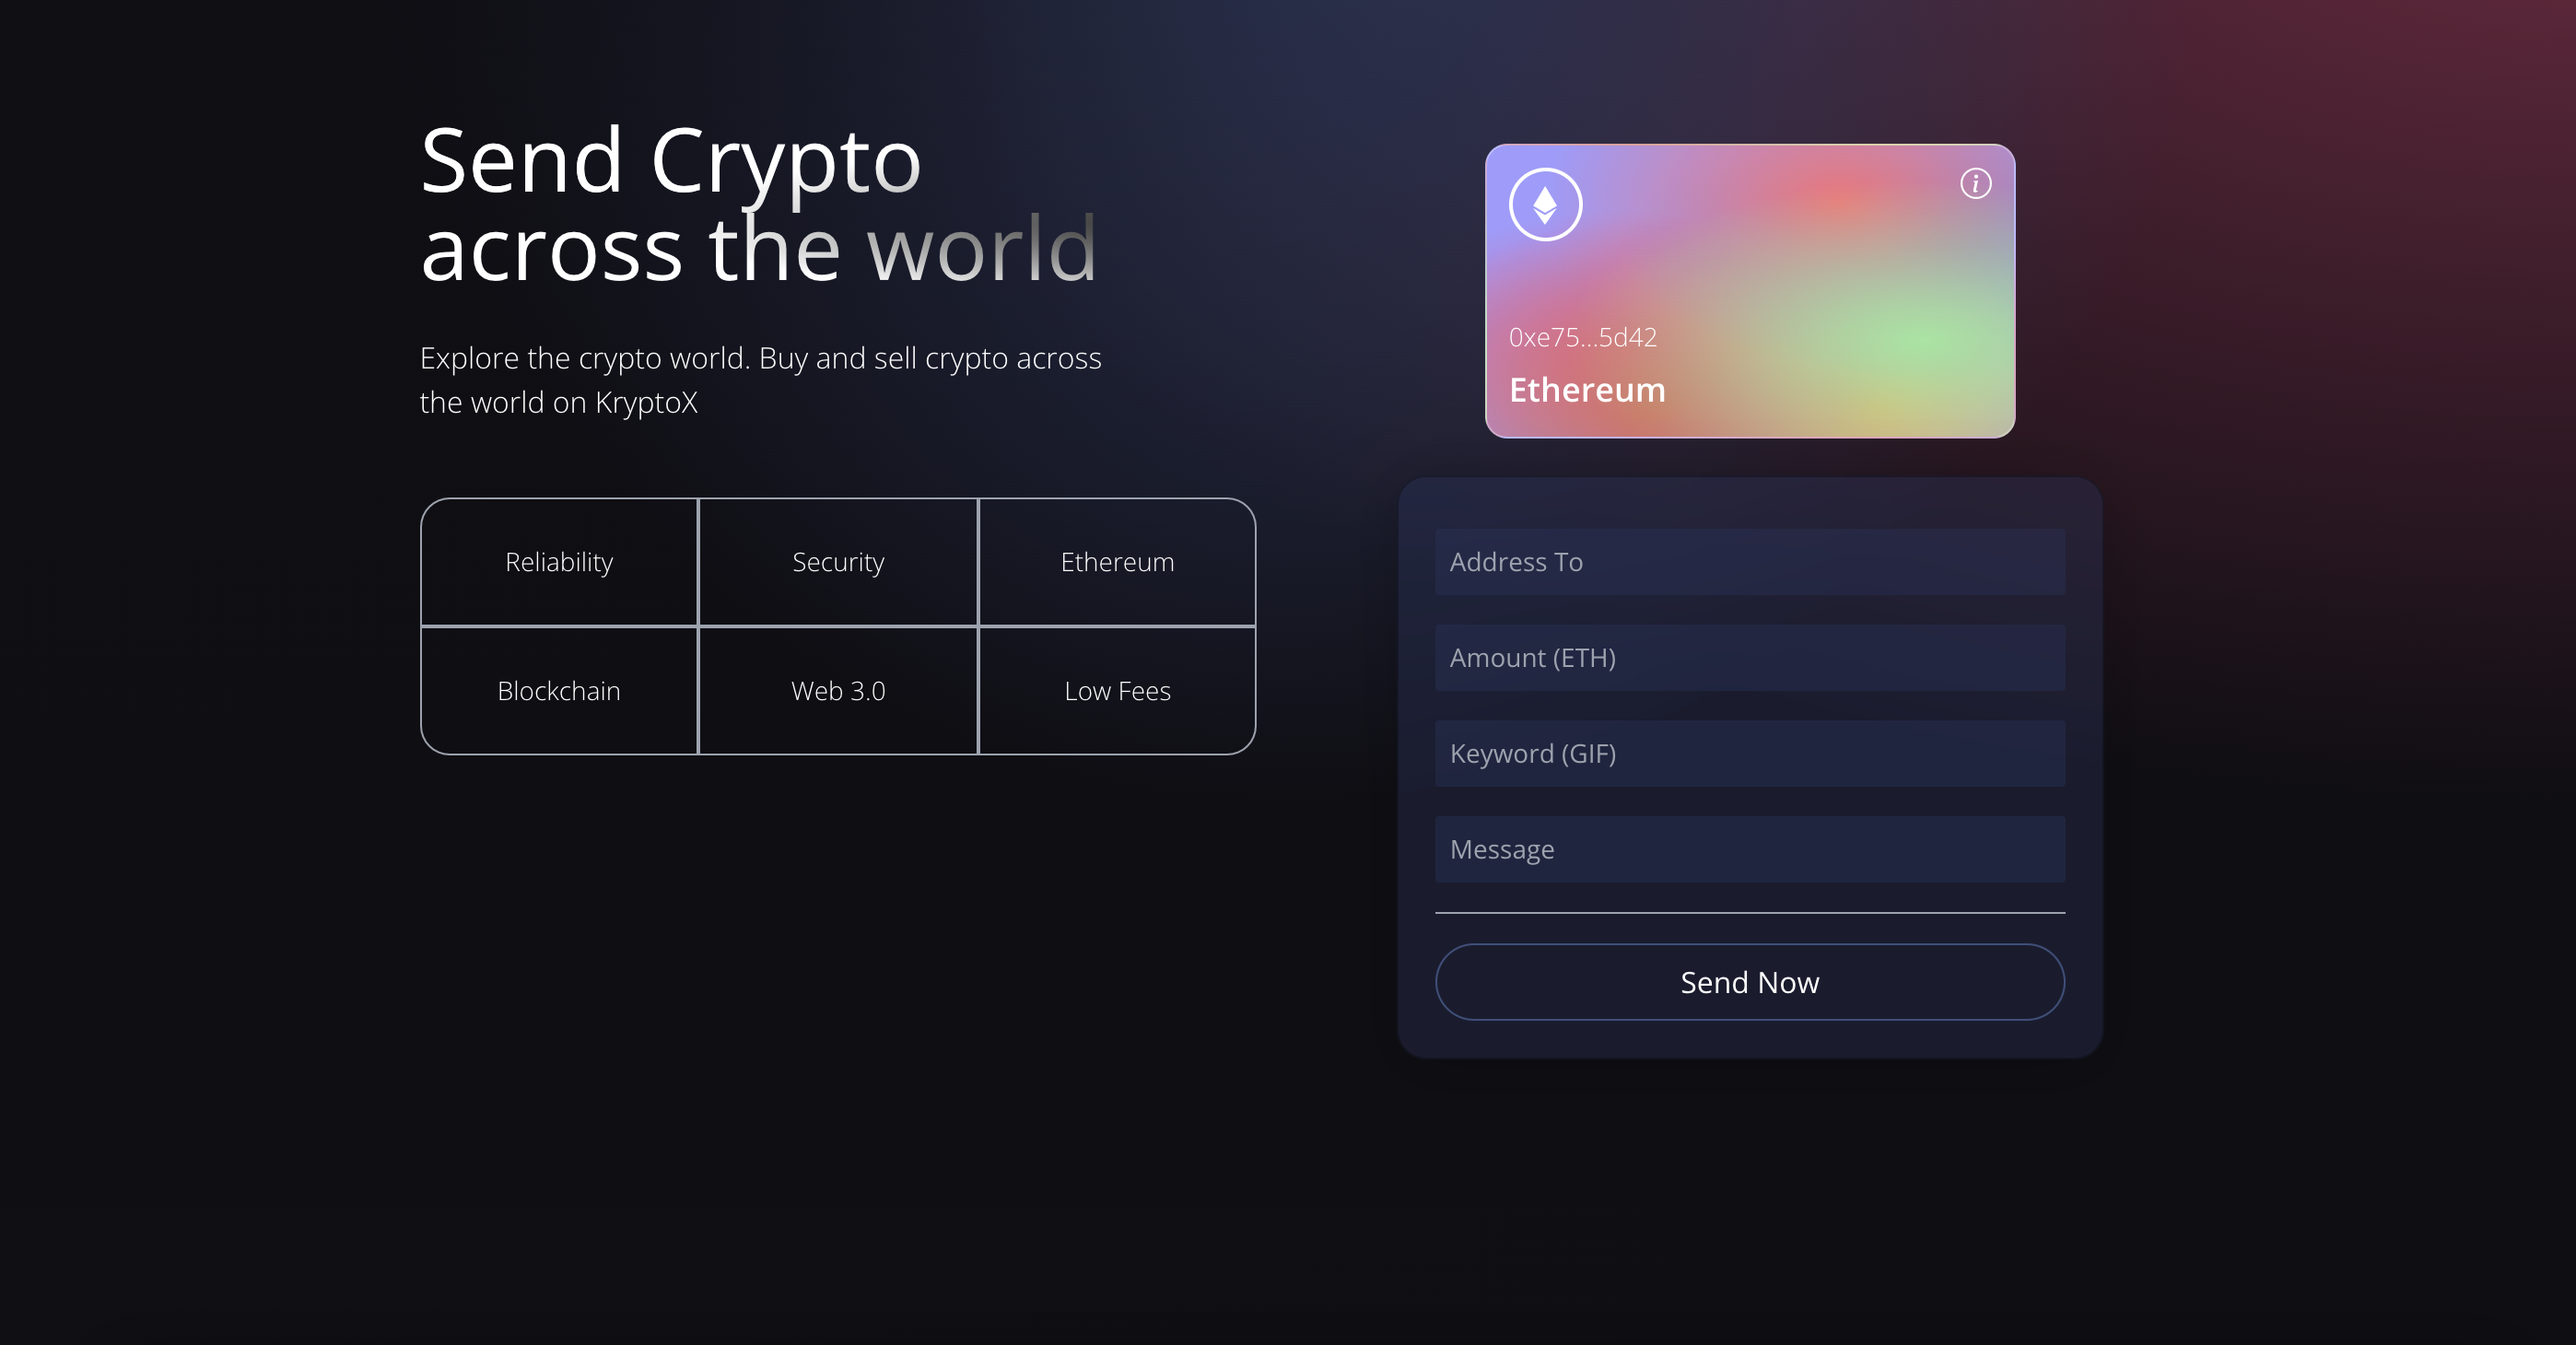 Send Crypto
across the world
Explore the crypto world. Buy and sell crypto across
the world on KryptoX
Reliability
Security
Ethereum
Blockchain
Web 3.0
Low Fees
0xe75...5d42
Ethereum
Address To
Amount (ETH)
Keyword (GIF)
Message
Send Now